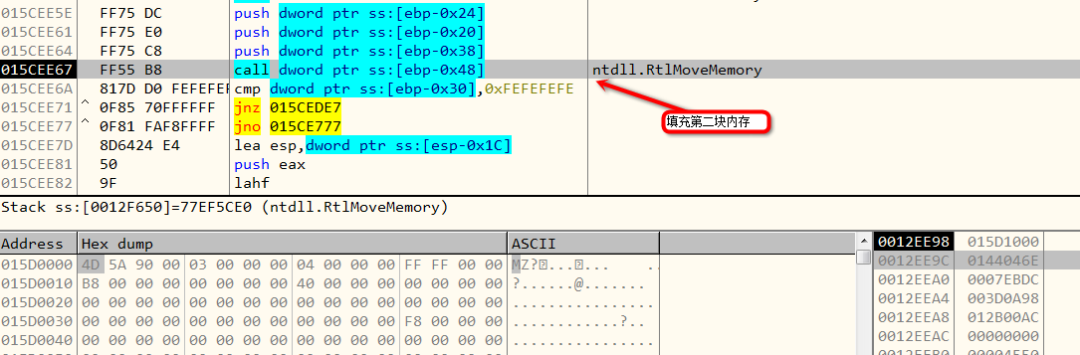 015CEE5E FF75 DC push dword ptr ss:[ebp-0x24]
015CEE61 FF75 E0 push dword ptr ss:[ebp-0x20]
015CEE64 FF75 C8 push dword ptr ss:[ebp-0x38]
015CEE67 FF55 B8 call dword ptr ss:[ebp-0x48] ntdll.RtlMoveMemory
015CEE6A 817D D0 FEFEFEF cmp dword ptr ss:[ebp-0x30],0xFEFEFEFE
015CEE71 ^ 0F85 70FFFFFF jnz 015CEDE7
填充第二块内存
015CEE77 ^ 0F81 FAF8FFFF jno 015CE777
015CEE7D 8D6424 E4 lea esp,dword ptr ss:[esp-0x1C]
015CEE81 50 push eax
015CEE82 9F lahf
Stack ss:[0012F650]=77EF5CE0 (ntdll.RtlMoveMemory)
Address Hex dump ASCII 0012EE98 015D1000
015D0000 4D 5A 90 00 03 00 00 00 04 00 00 00 FF FF 00 00 MZ?...... .. 0012EE9C 0144046E
015D0010 B8 00 00 00 00 00 00 00 40 00 00 00 00 00 00 00 ?.......@....... 0012EEA0 0007EBDC
015D0020 00 00 00 00 00 00 00 00 00 00 00 00 00 00 00 00 ................ 0012EEA4 003D0A98
015D0030 00 00 00 00 00 00 00 00 00 00 00 00 F8 00 00 00 ............?.. 0012EEA8 012B00AC
015D0040 00 00 00 00 00 00 00 00 00 00 00 00 00 00 00 00 ................ 0012EEAC 00000000